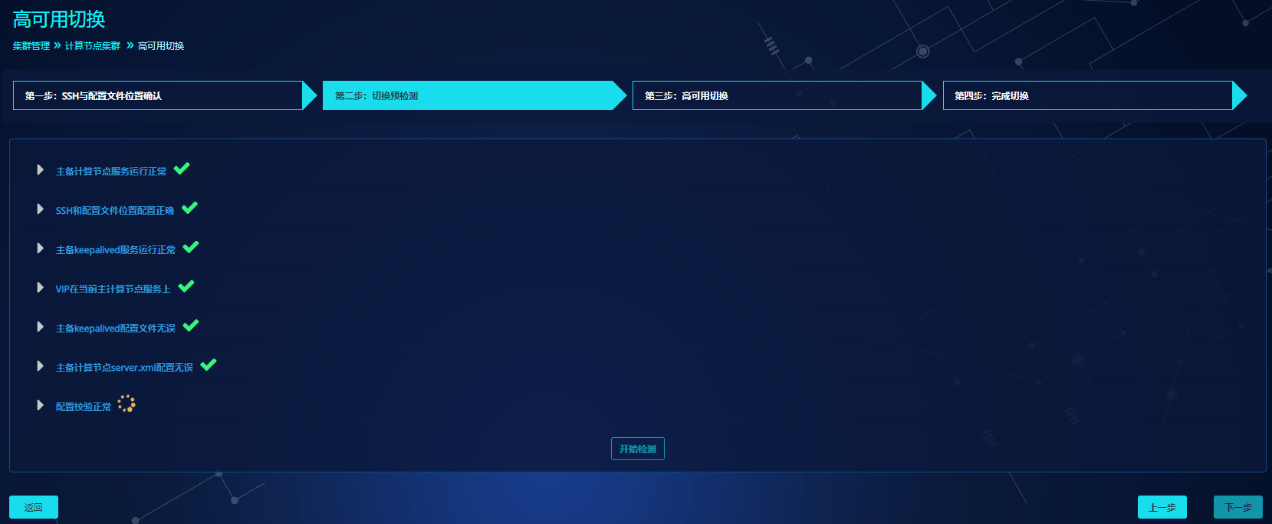 高可用切换
集群管理 » 计算节点集群 » 高可用切换
第一步：SSH与配置文件位置确认
第二步：切换预检测
第三步：高可用切换
第四步：完成切换
主备计算节点服务运行正常
SSH和配置文件位置配置正确
主备keepalived服务运行正常
VIP在当前主计算节点服务上
主备keepalived配置文件无误
主备计算节点server.xml配置无误
配置校验正常
开始检测
返回
上一步
下一步